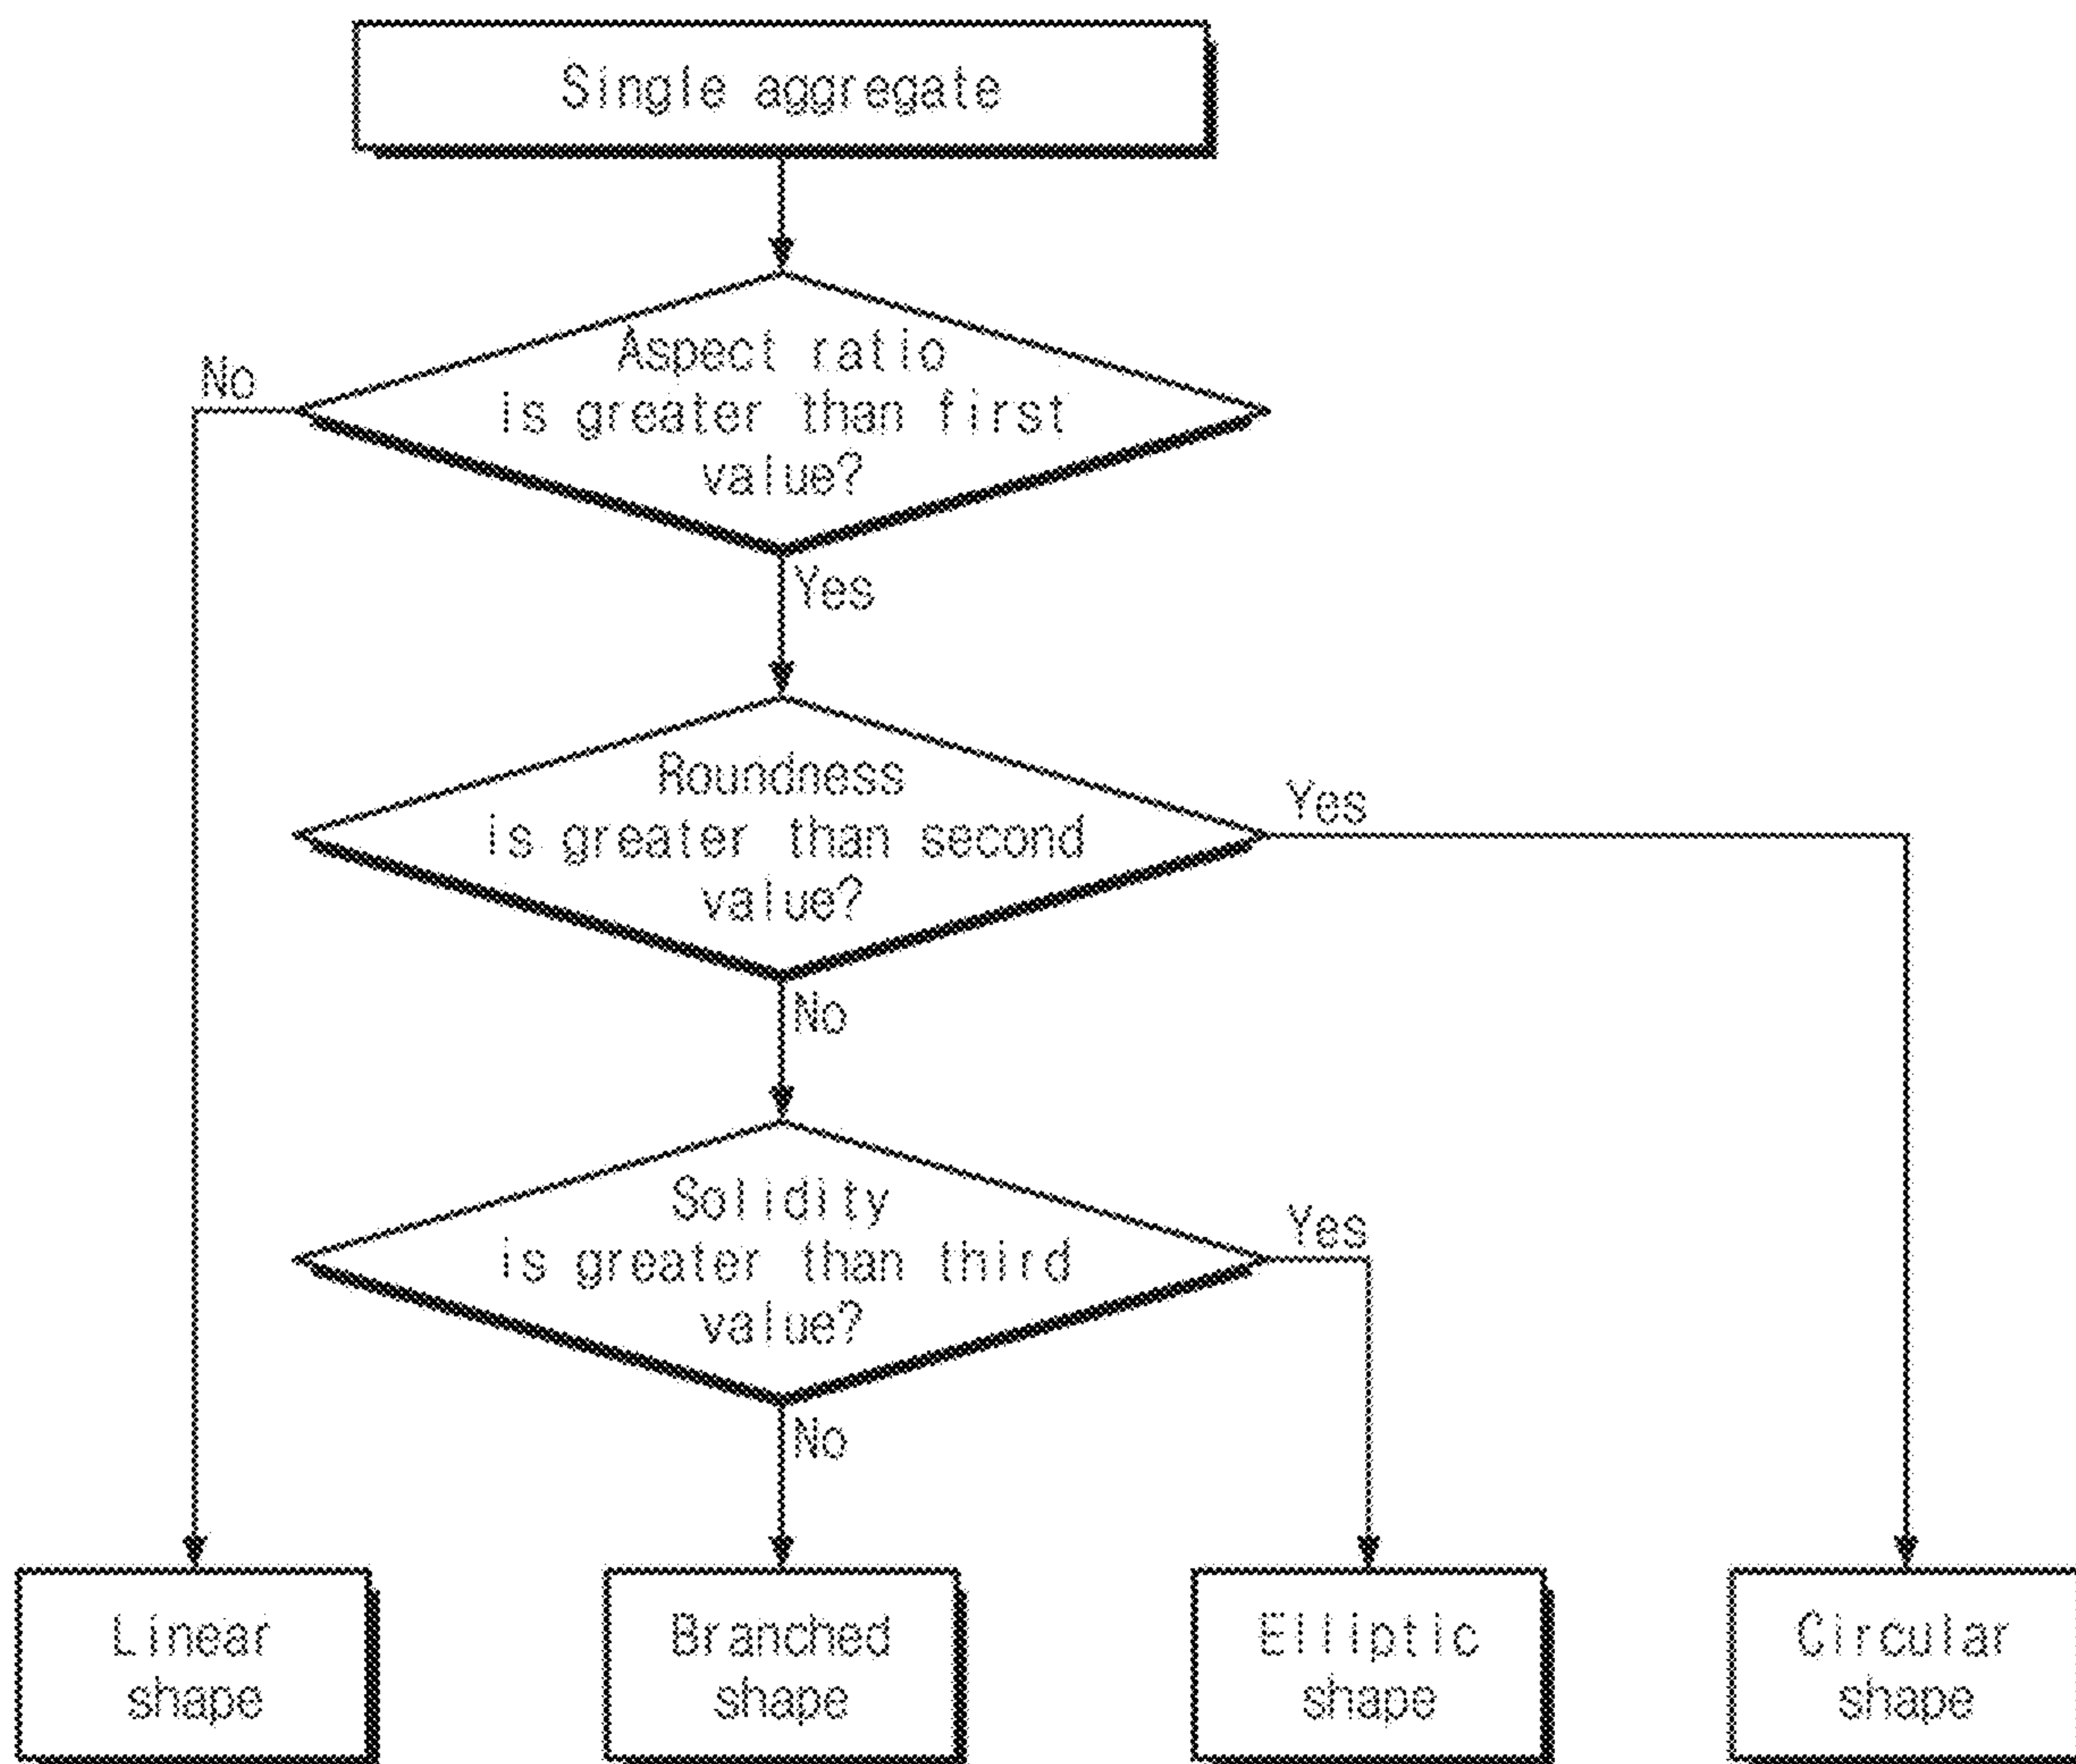 Single aggregate
Aspect ratio
is greater than first
value?
No
Yes
Roundness
is greater than second
value?
Yes
No
Solidity
is greater than third
value?
Yes
No
Linear
shape
Branched
shape
Elliptic
shape
Circular
shape